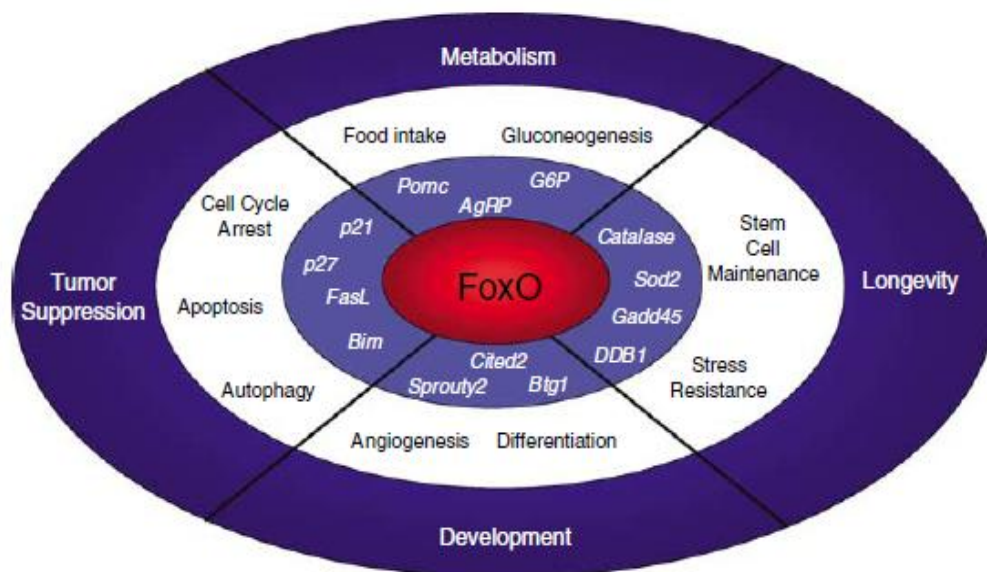 Metabolism
Food intake
Gluconeogenesis
Pomc
G6P
AgRP
Cell Cycle
Arrest
p21
p27
FasL
Bim
Catalase
Sod2
Gadd45
DDB1
Stem
Cell
Maintenance
Tumor
Suppression
Apoptosis
FoxO
Longevity
Autophagy
Cited2
Sprouty2
Btg1
Stress
Resistance
Angiogenesis
Differentiation
Development